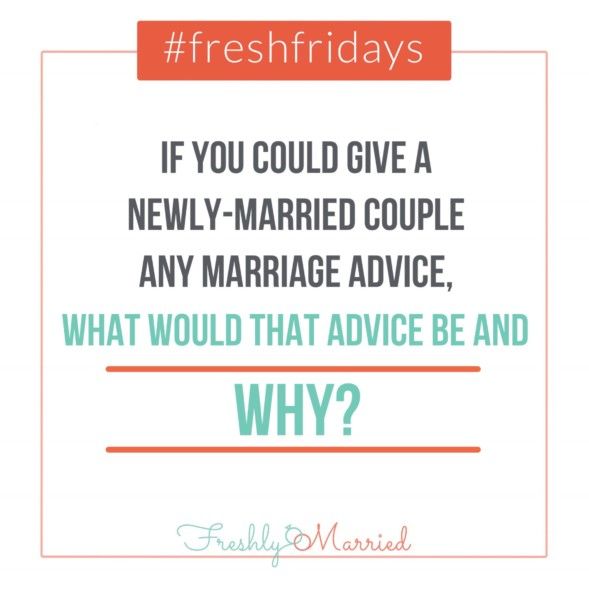 #freshfridays
IF YOU COULD GIVE A
NEWLY-MARRIED COUPLE
ANY MARRIAGE ADVICE,
WHAT WOULD THAT ADVICE BE AND
WHY?
Freshly Married